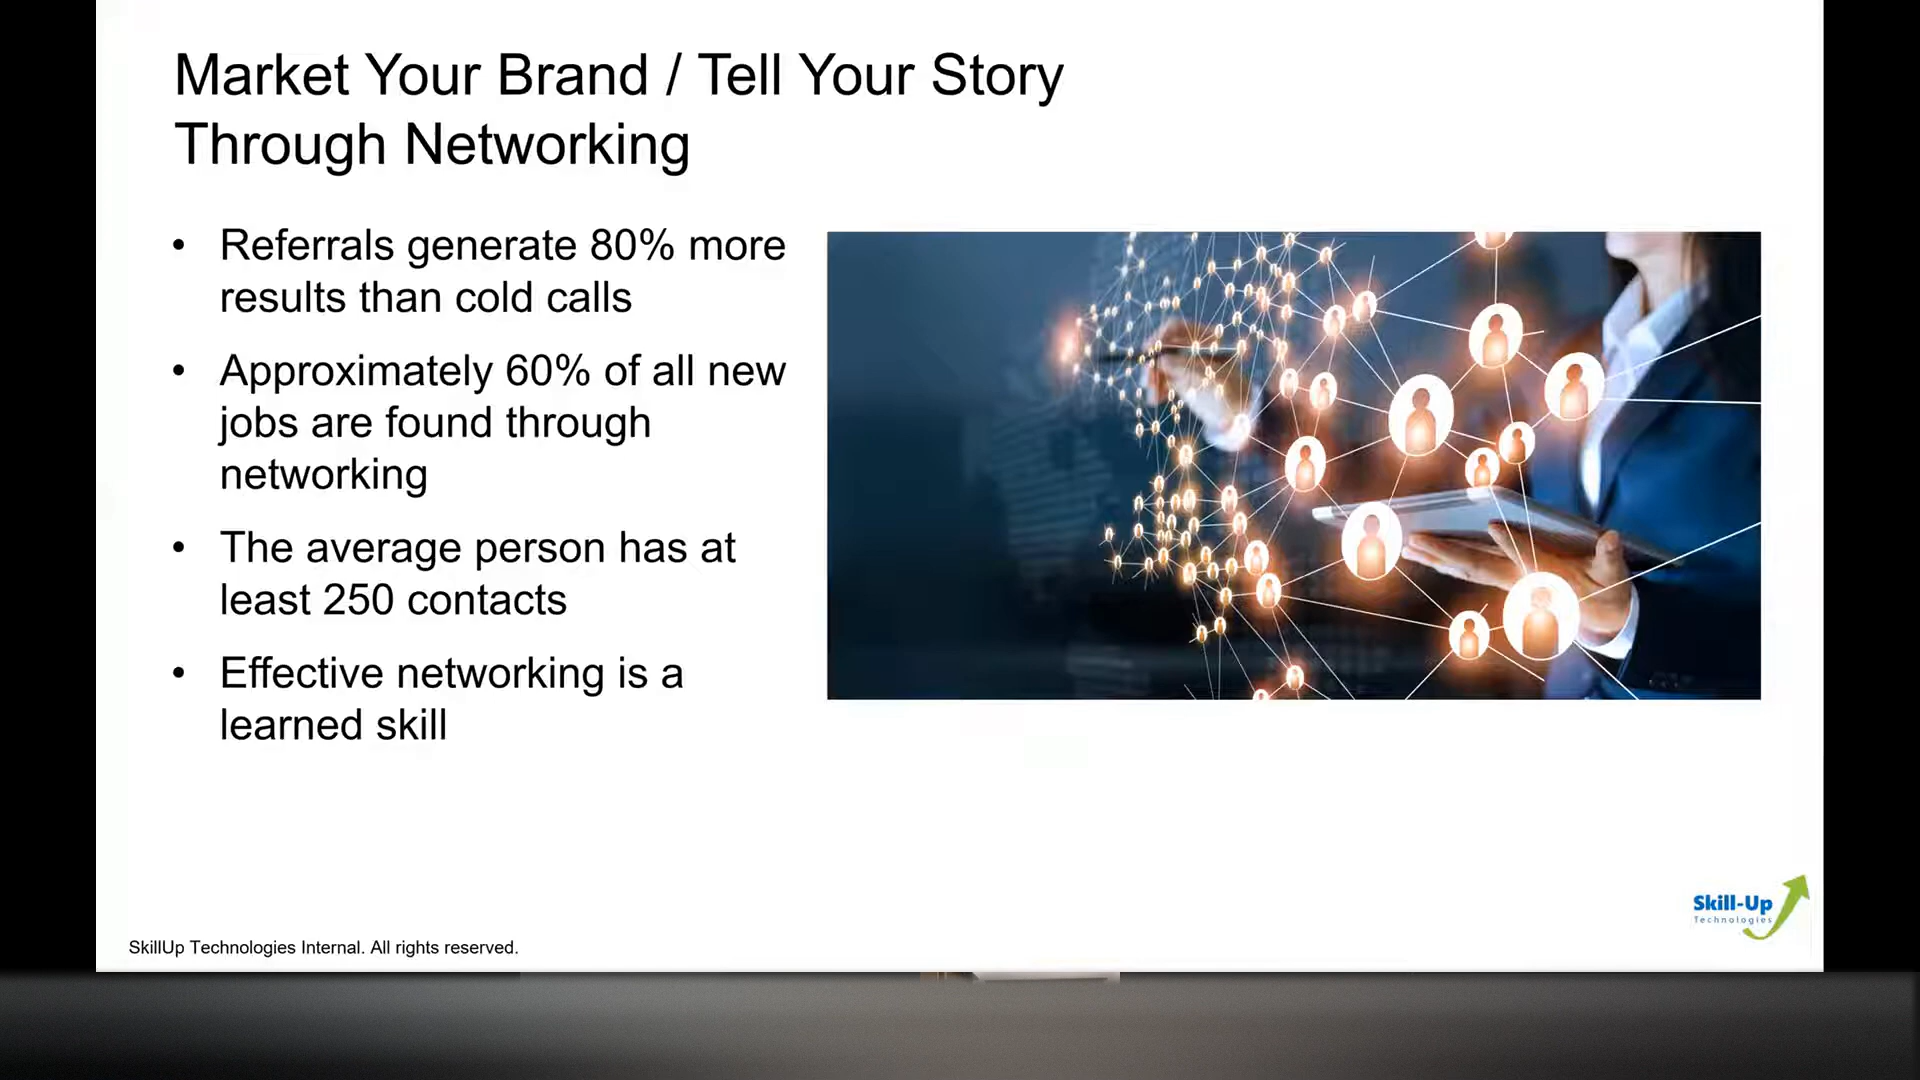 Market Your Brand / Tell Your Story
Through Networking
• Referrals generate 80% more
results than cold calls
• Approximately 60% of all new
jobs are found through
networking
• The average person has at
least 250 contacts
• Effective networking is a
learned skill
Skill-Up
Technologies
SkillUp Technologies Internal. All rights reserved.